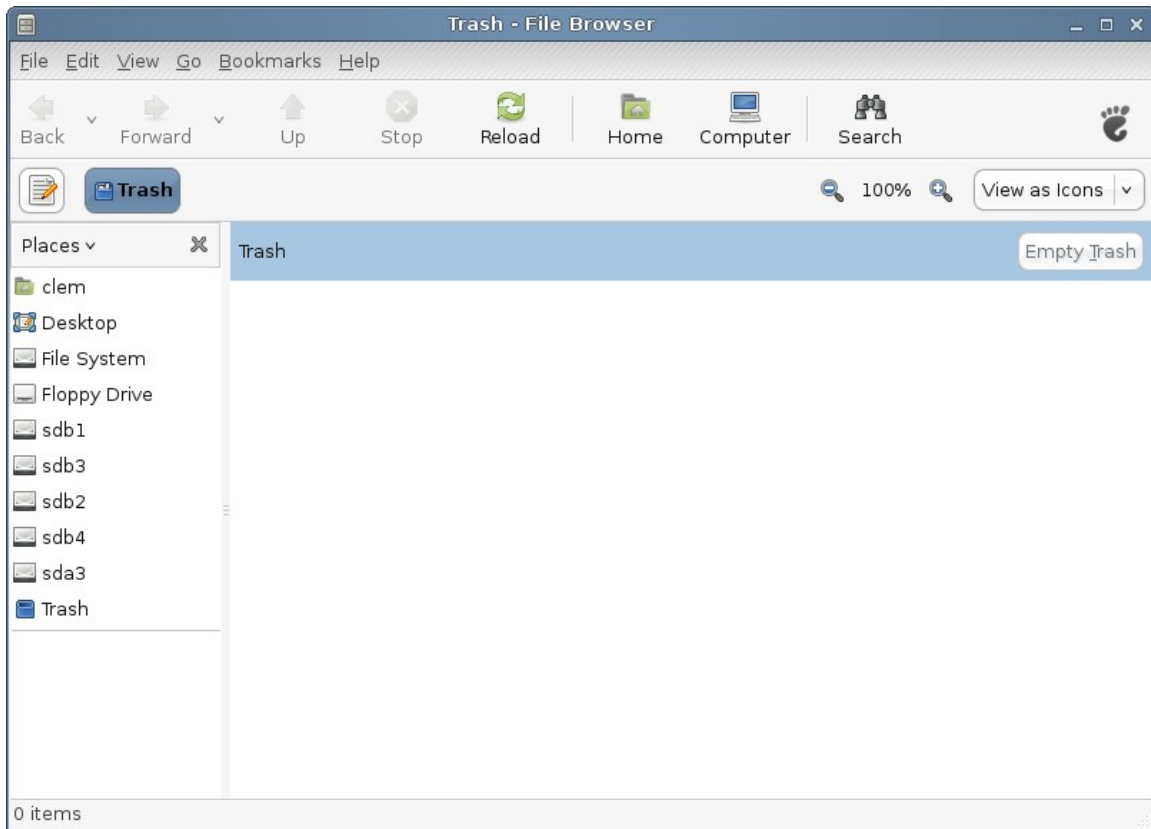 Trash - File Browser
File Edit View Go Bookmarks Help
Back Forward Up Stop Reload Home Computer Search
Trash 100% View as Icons
Places Trash Empty Trash
clem
Desktop
File System
Floppy Drive
sdb1
sdb3
sdb2
sdb4
sda3
Trash
0 items